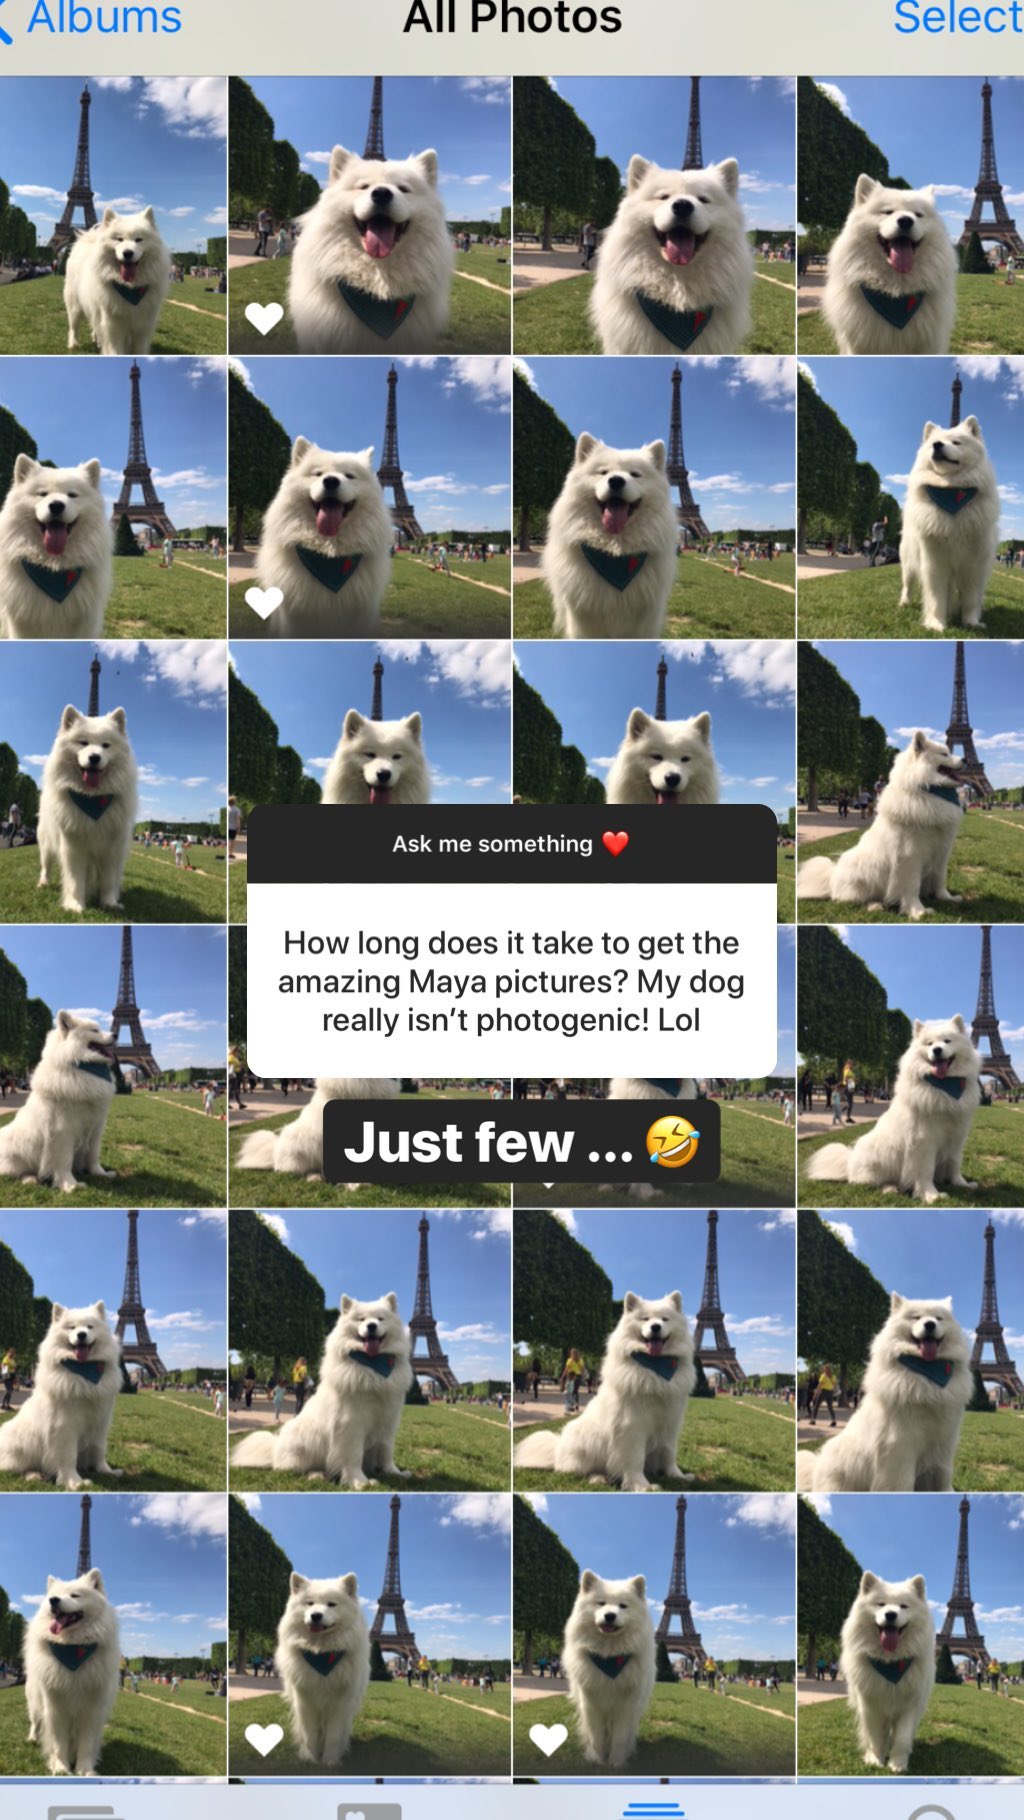 Albums All Photos Select
Ask me something ❤️
How long does it take to get the
amazing Maya pictures? My dog
really isn’t photogenic! Lol
Just few ... 🤣